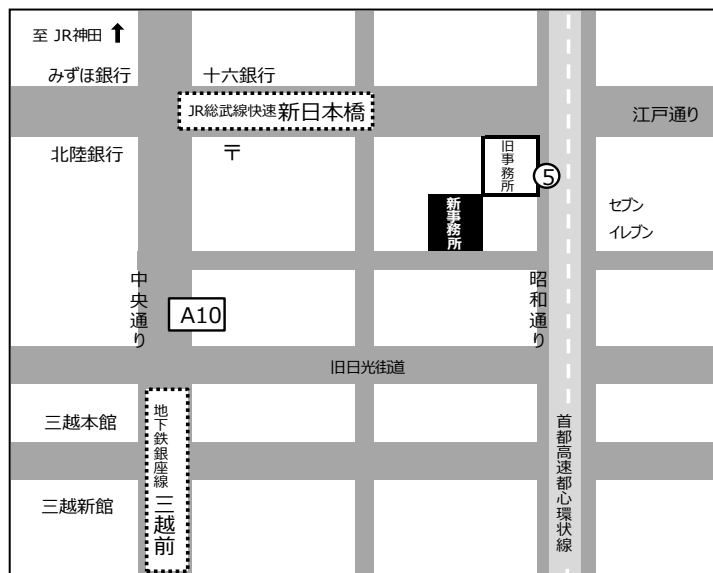 至 JR神田
みずほ銀行
十六銀行
JR総武線快速 新日本橋
江戸通り
北陸銀行
〒
旧事務所
5
新事務所
セブン
イレブン
中央通り
昭和通り
A10
旧日光街道
三越本館
地下鉄銀座線 三越前
首都高速都心環状線
三越新館